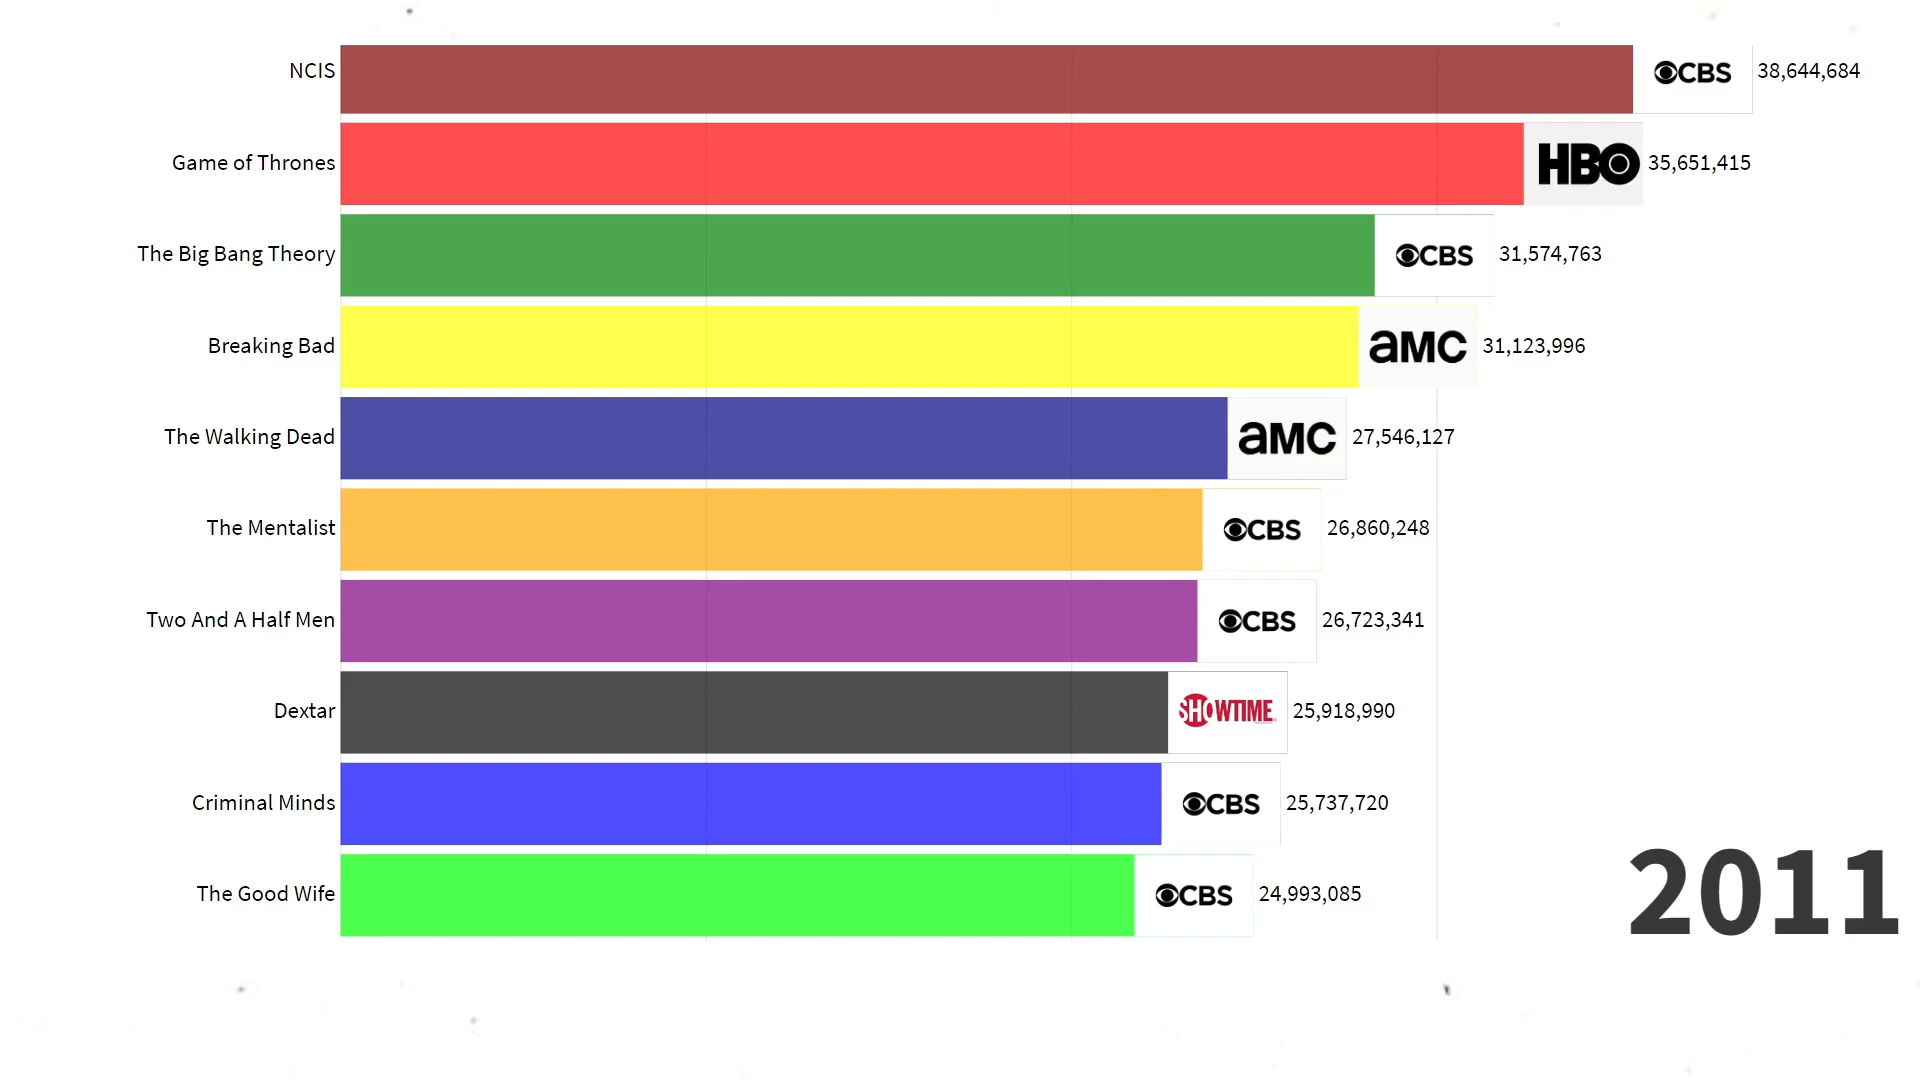 NCIS CBS 38,644,684
Game of Thrones HBO 35,651,415
The Big Bang Theory CBS 31,574,763
Breaking Bad aMC 31,123,996
The Walking Dead aMC 27,546,127
The Mentalist CBS 26,860,248
Two And A Half Men CBS 26,723,341
Dextar SHOWTIME 25,918,990
Criminal Minds CBS 25,737,720
The Good Wife CBS 24,993,085
2011